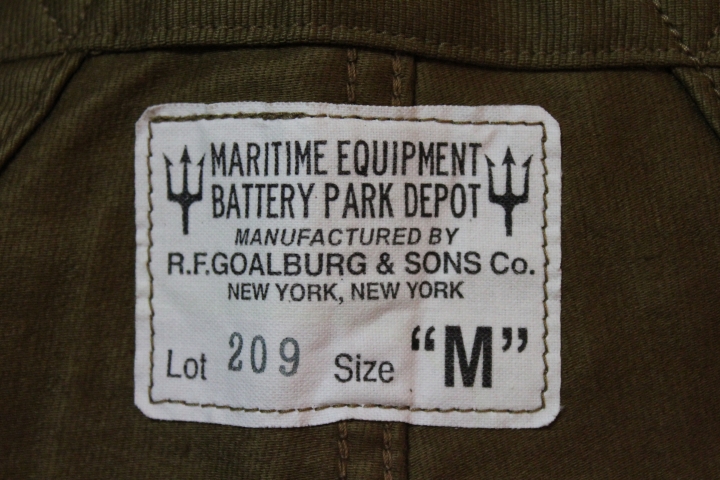 MARITIME EQUIPMENT
BATTERY PARK DEPOT
MANUFACTURED BY
R.F.GOALBURG & SONS Co.
NEW YORK, NEW YORK
Lot 209 Size “M”